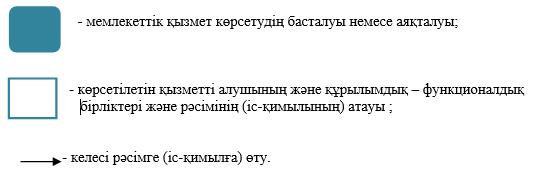 - мемлекеттік қызмет көрсетудің басталуы немесе аяқталуы;
- көрсетілетін қызметті алушының және құрылымдық – функционалдық
бірліктері және рәсімінің (іс-қимылының) атауы ;
- келесі рәсімге (іс-қимылға) өту.